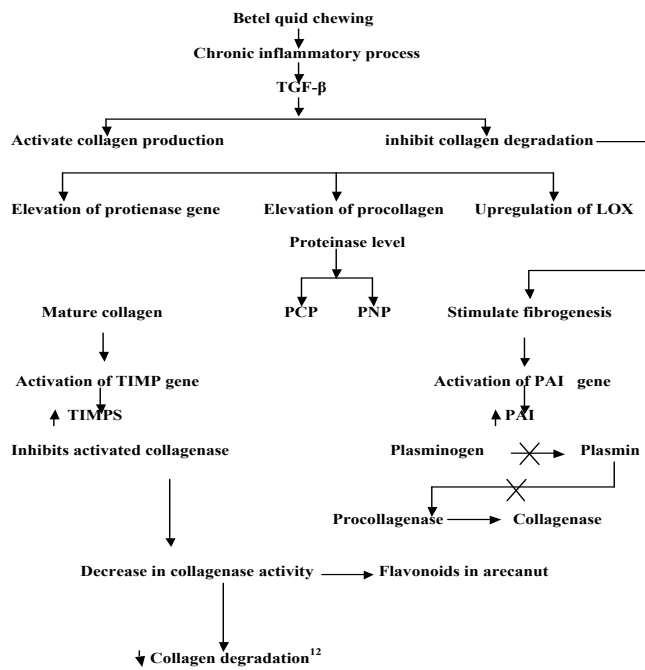 Betel quid chewing
Chronic inflammatory process
TGF-β
Activate collagen production inhibit collagen degradation
Elevation of protienase gene Elevation of procollagen Upregulation of LOX
Proteinase level
Mature collagen PCP PNP Stimulate fibrogenesis
Activation of TIMP gene Activation of PAI gene
TIMPS PAI
Inhibits activated collagenase Plasminogen Plasmin
Procollagenase Collagenase
Decrease in collagenase activity Flavonoids in arecanut
Collagen degradation12